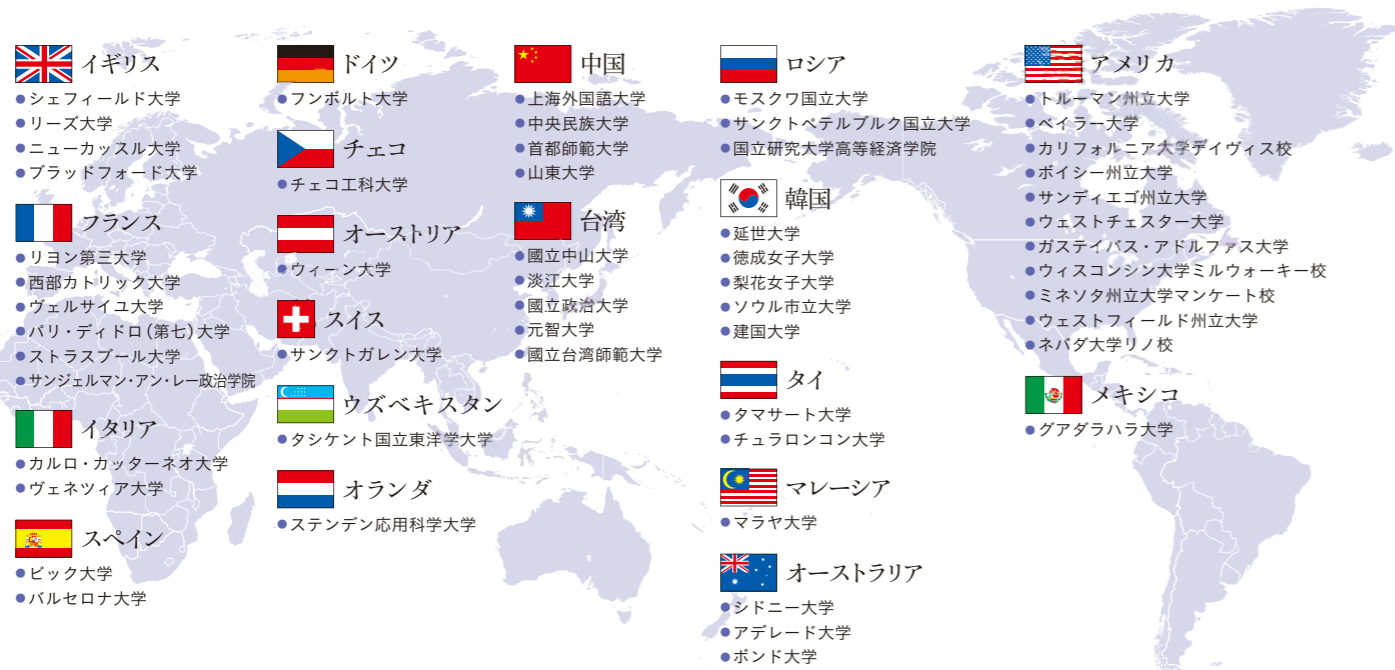 イギリス
●シェフィールド大学
●リーズ大学
●ニューカッスル大学
●ブラッドフォード大学
フランス
●リヨン第三大学
●西部カトリック大学
●ヴェルサイユ大学
●パリ・ディドロ(第七)大学
●ストラスブール大学
●サンジェルマン・アン・レー政治学院
イタリア
●カルロ・カッターネオ大学
●ヴェネツィア大学
スペイン
●ビック大学
●バルセロナ大学
ドイツ
●フンボルト大学
チェコ
●チェコ工科大学
オーストリア
●ウィーン大学
スイス
●サンクトガレン大学
ウズベキスタン
●タシケント国立東洋学大学
オランダ
●ステンデン応用科学大学
中国
●上海外国語大学
●中央民族大学
●首都師範大学
●山東大学
台湾
●國立中山大学
●淡江大学
●國立政治大学
●元智大学
●國立台湾師範大学
ロシア
●モスクワ国立大学
●サンクトペテルブルク国立大学
●国立研究大学高等経済学院
韓国
●延世大学
●徳成女子大学
●梨花女子大学
●ソウル市立大学
●建国大学
タイ
●タマサート大学
●チュラロンコン大学
マレーシア
●マラヤ大学
オーストラリア
●シドニー大学
●アデレード大学
●ボンド大学
アメリカ
●トルーマン州立大学
●ベイラー大学
●カリフォルニア大学デイヴィス校
●ボイシー州立大学
●サンディエゴ州立大学
●ウェストチェスター大学
●ガステイバス・アドルファス大学
●ウィスコンシン大学ミルウォーキー校
●ミネソタ州立大学マンケート校
●ウェストフィールド州立大学
●ネバダ大学リノ校
メキシコ
●グアダラハラ大学